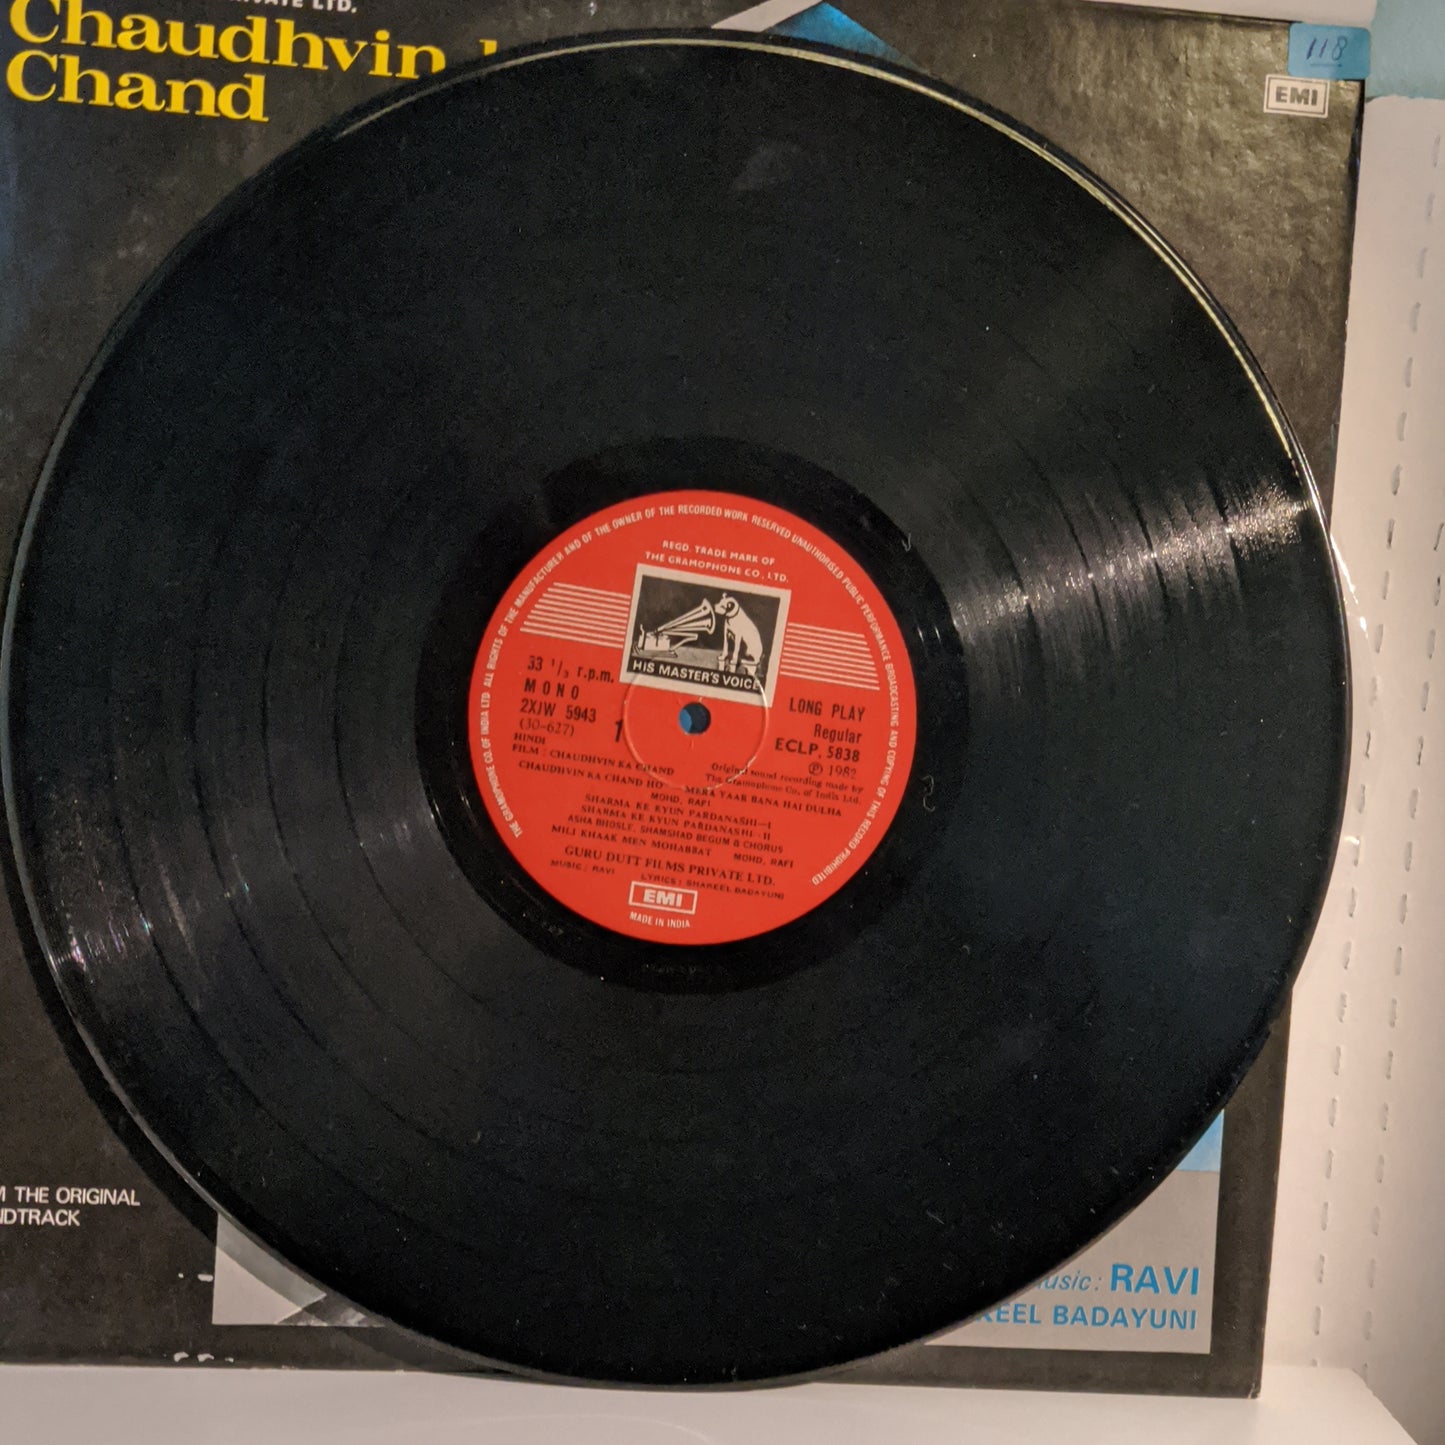 LTD.
Chaudhvin
Chand
118
EMI
THE GRAMOPHONE CO. OF INDIA LTD. ALL RIGHTS OF THE MANUFACTURER AND OF THE OWNER OF THE RECORDED WORK RESERVED UNAUTHORISED PUBLIC PERFORMANCE BROADCASTING AND COPYING OF THIS RECORD PROHIBITED
REGD. TRADE MARK OF
THE GRAMOPHONE CO., LTD.
HIS MASTER'S VOICE
33 1/3 r.p.m.
MONO
2XJW 5943
(30-627)
1
LONG PLAY
Regular
ECLP. 5838
℗ 1982
HINDI
FILM : CHAUDHVIN KA CHAND
Original sound recording made by
The Gramophone Co. of India Ltd.
CHAUDHVIN KA CHAND HO MERA YAAR BANA HAI DULHA
MOHD. RAFI
SHARMA KE KYUN PARDANASHI-I
SHARMA KE KYUN PARDANASHI-II
ASHA BHOSLE, SHAMSHAD BEGUM & CHORUS
MILI KHAAK MEN MOHABBAT MOHD. RAFI
GURU DUTT FILMS PRIVATE LTD.
MUSIC : RAVI LYRICS : SHAKEEL BADAYUNI
EMI
MADE IN INDIA
THE ORIGINAL
NDTRACK
usic: RAVI
KEEL BADAYUNI